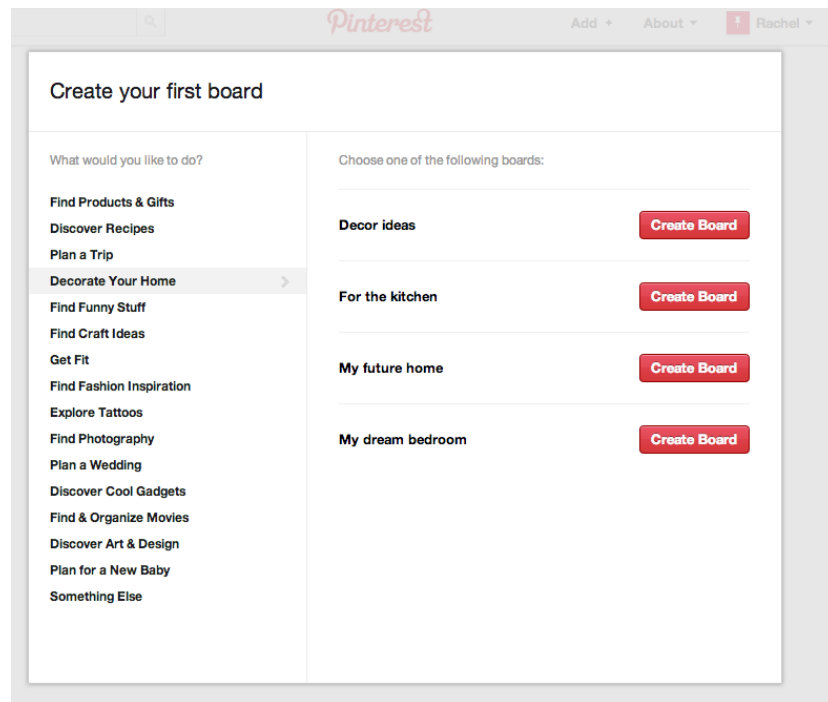 Pinterest
Add +
About
Rachel
Create your first board
What would you like to do?
Find Products & Gifts
Discover Recipes
Plan a Trip
Decorate Your Home
Find Funny Stuff
Find Craft Ideas
Get Fit
Find Fashion Inspiration
Explore Tattoos
Find Photography
Plan a Wedding
Discover Cool Gadgets
Find & Organize Movies
Discover Art & Design
Plan for a New Baby
Something Else
Choose one of the following boards:
Decor ideas
Create Board
For the kitchen
Create Board
My future home
Create Board
My dream bedroom
Create Board